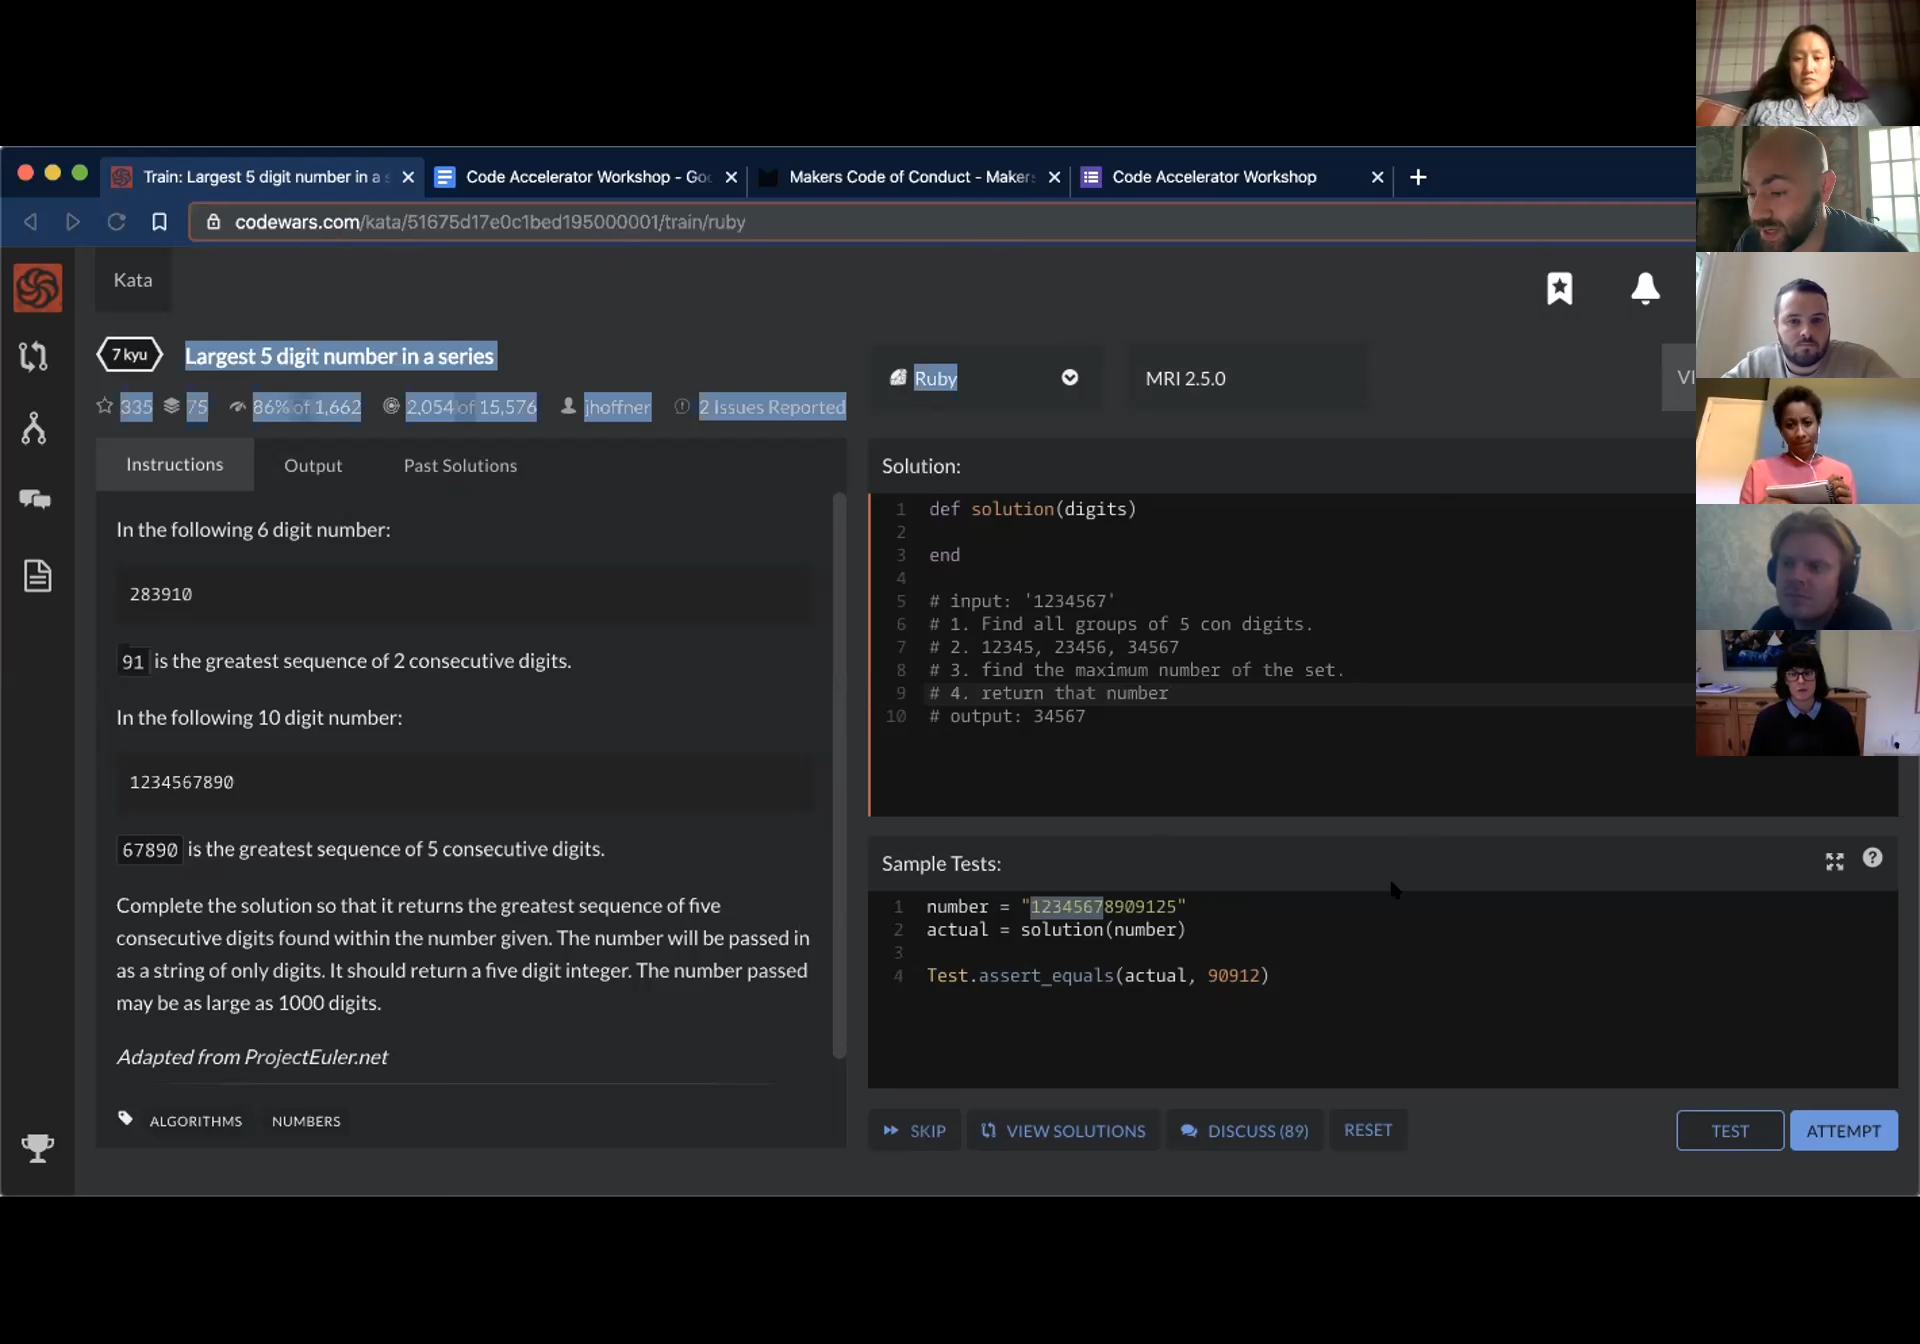 Train: Largest 5 digit number in a s
Code Accelerator Workshop - Goo
Makers Code of Conduct - Makers
Code Accelerator Workshop
codewars.com/kata/51675d17e0c1bed195000001/train/ruby
Kata
7 kyu
Largest 5 digit number in a series
335 75 86% of 1,662 2,054 of 15,576 jhoffner 2 Issues Reported
Ruby
MRI 2.5.0
VI
Instructions
Output
Past Solutions
In the following 6 digit number:
283910
91 is the greatest sequence of 2 consecutive digits.
In the following 10 digit number:
1234567890
67890 is the greatest sequence of 5 consecutive digits.
Complete the solution so that it returns the greatest sequence of five
consecutive digits found within the number given. The number will be passed in
as a string of only digits. It should return a five digit integer. The number passed
may be as large as 1000 digits.
Adapted from ProjectEuler.net
ALGORITHMS NUMBERS
Solution:
1 def solution(digits)
2
3 end
4
5 # input: '1234567'
6 # 1. Find all groups of 5 con digits.
7 # 2. 12345, 23456, 34567
8 # 3. find the maximum number of the set.
9 # 4. return that number
10 # output: 34567
Sample Tests:
1 number = "12345678909125"
2 actual = solution(number)
3
4 Test.assert_equals(actual, 90912)
SKIP
VIEW SOLUTIONS
DISCUSS (89)
RESET
TEST
ATTEMPT